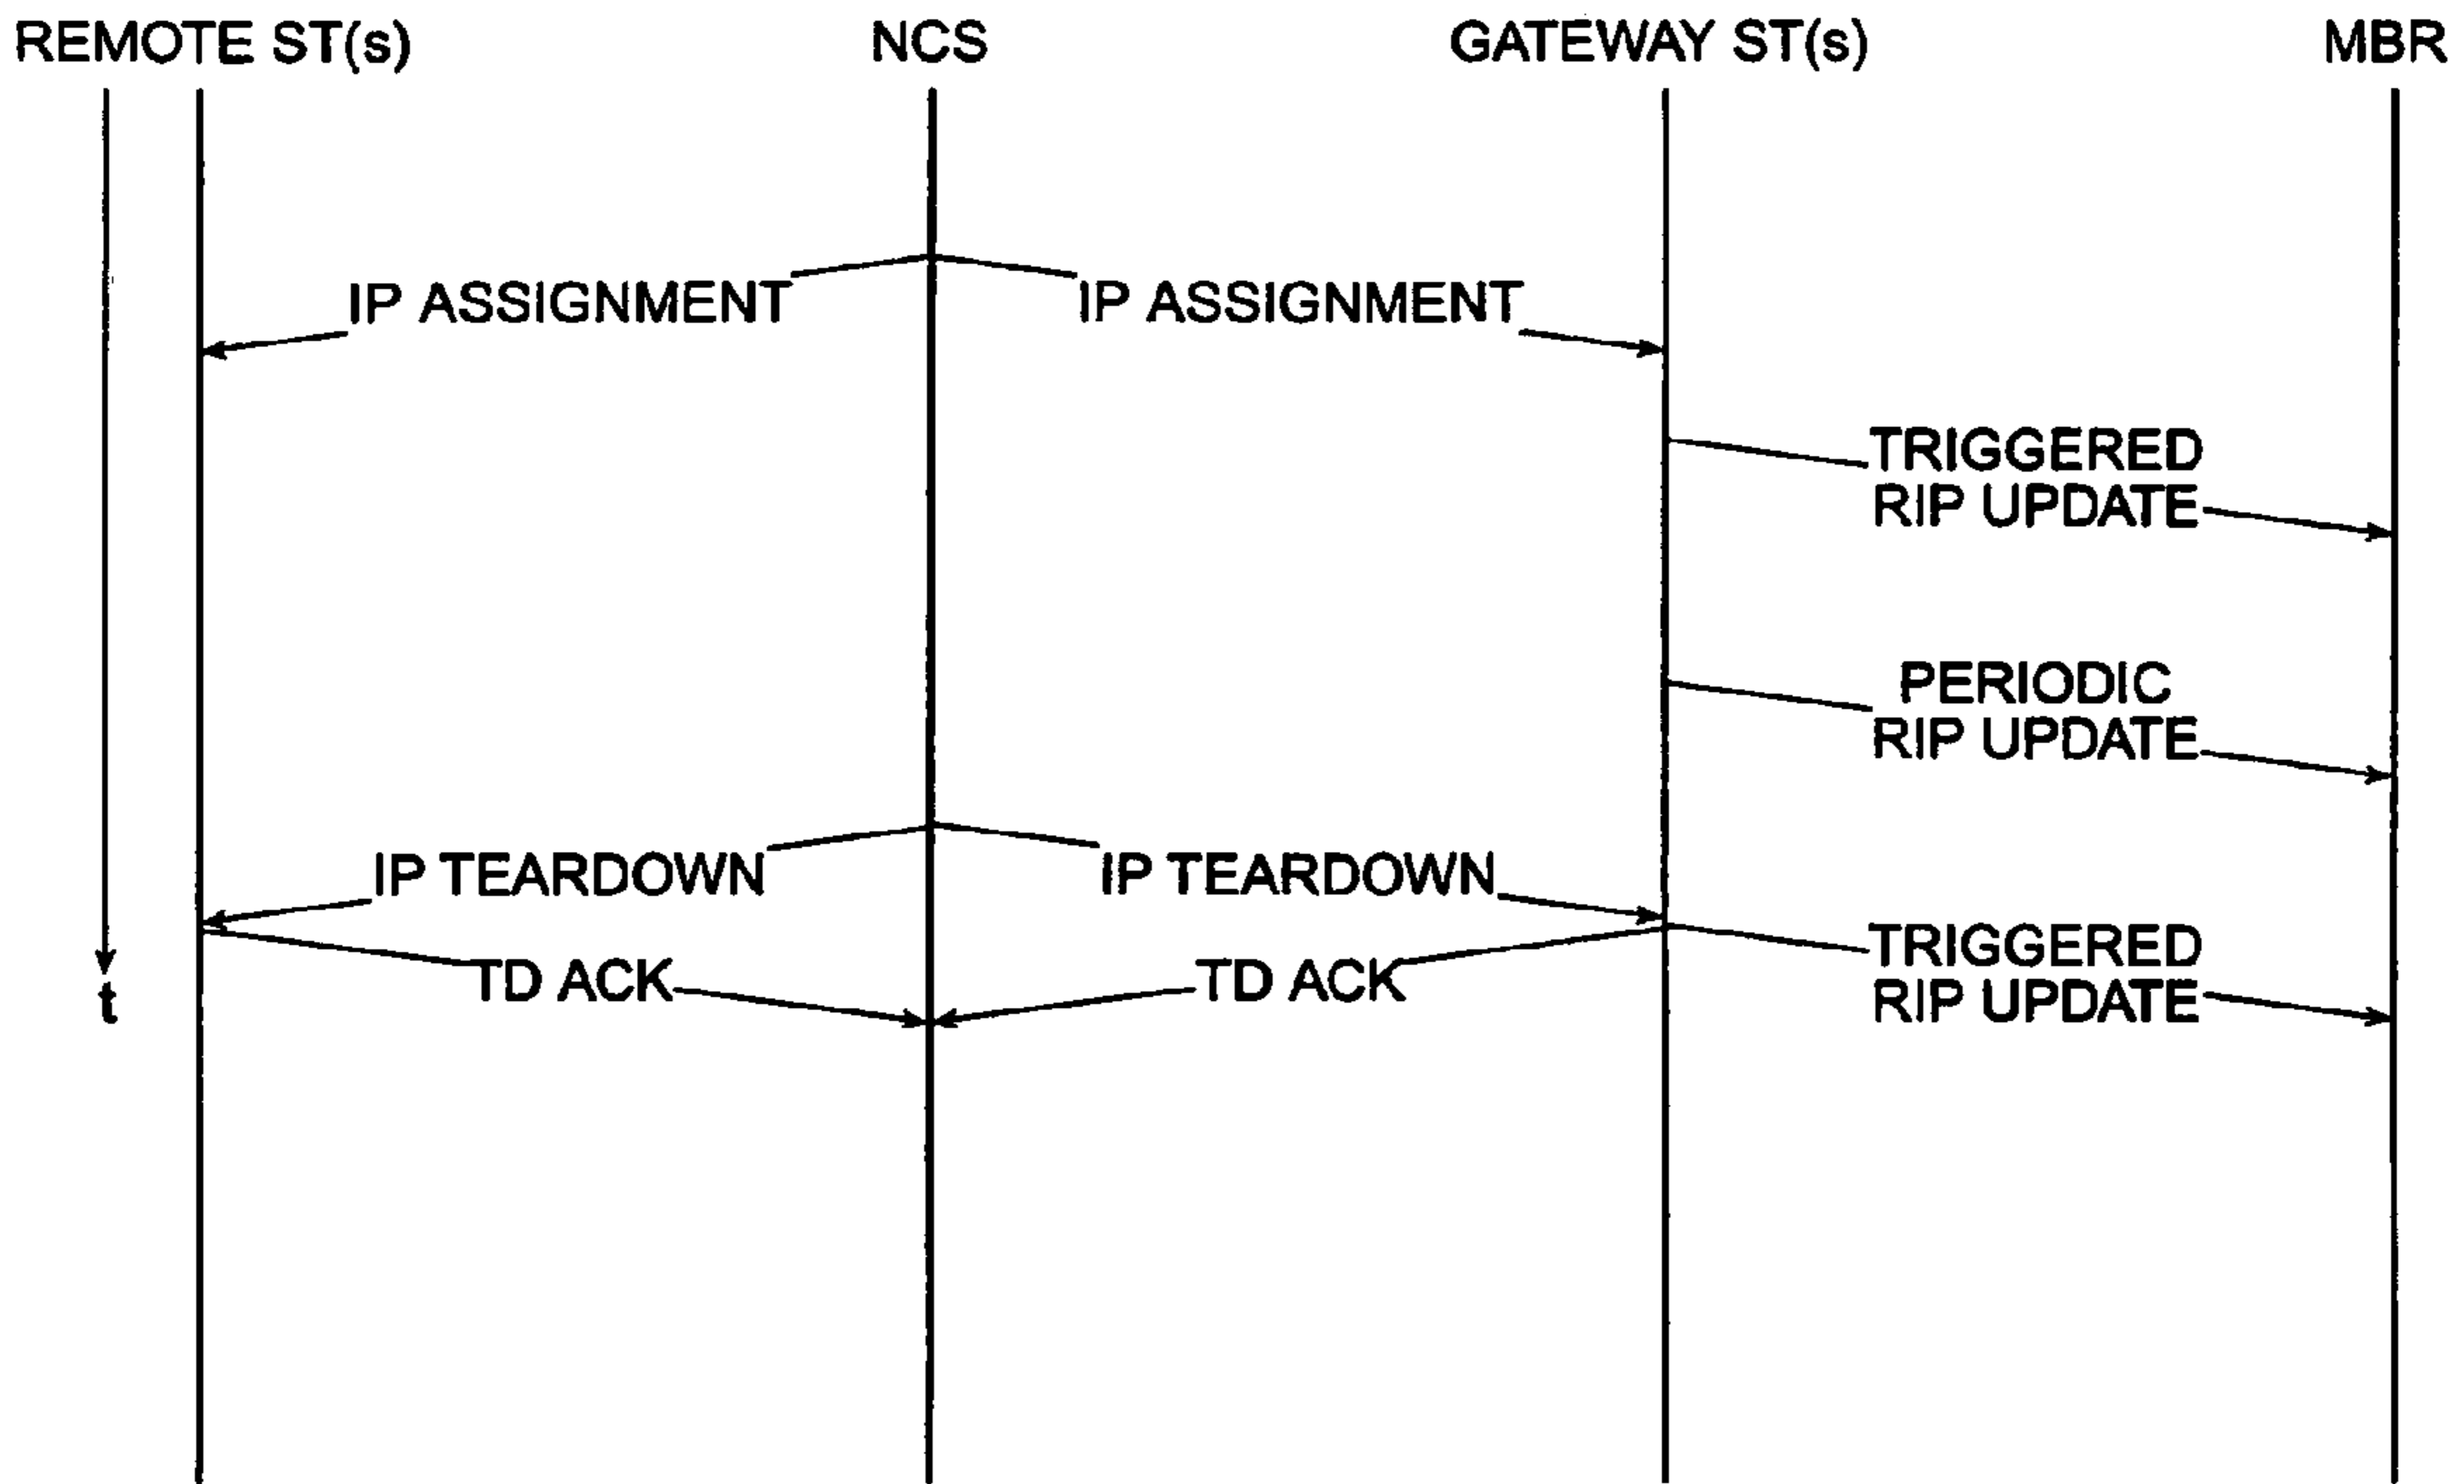 REMOTE ST(s)
NCS
GATEWAY ST(s)
MBR
IP ASSIGNMENT
IP ASSIGNMENT
TRIGGERED
RIP UPDATE
PERIODIC
RIP UPDATE
IP TEARDOWN
IP TEARDOWN
TRIGGERED
RIP UPDATE
TD ACK
TD ACK
t